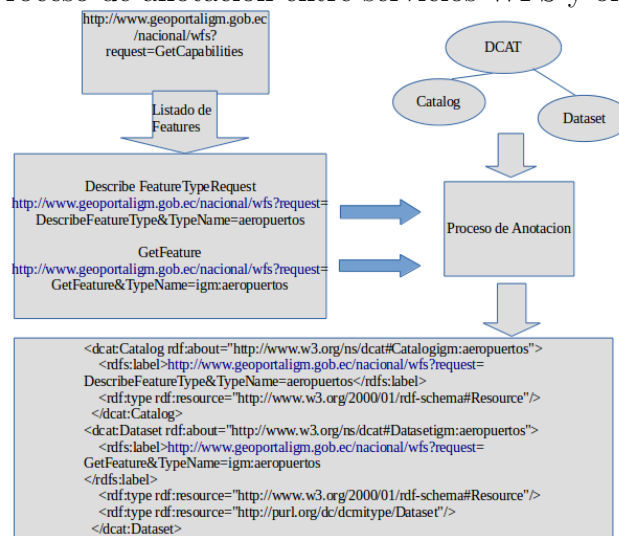 http://www.geoportaligm.gob.ec
/nacional/wfs?
request=GetCapabilities
DCAT
Catalog
Dataset
Listado de
Features
Describe FeatureTypeRequest
http://www.geoportaligm.gob.ec/nacional/wfs?request=
DescribeFeatureType&TypeName=aeropuertos
GetFeature
http://www.geoportaligm.gob.ec/nacional/wfs?request=
GetFeature&TypeName=igm:aeropuertos
Proceso de Anotacion
<dcat:Catalog rdf:about="http://www.w3.org/ns/dcat#Catalogigm:aeropuertos">
<rdfs:label>http://www.geoportaligm.gob.ec/nacional/wfs?request=
DescribeFeatureType&TypeName=aeropuertos</rdfs:label>
<rdf:type rdf:resource="http://www.w3.org/2000/01/rdf-schema#Resource"/>
</dcat:Catalog>
<dcat:Dataset rdf:about="http://www.w3.org/ns/dcat#Datasetigm:aeropuertos">
<rdfs:label>http://www.geoportaligm.gob.ec/nacional/wfs?request=
GetFeature&TypeName=igm:aeropuertos
</rdfs:label>
<rdf:type rdf:resource="http://www.w3.org/2000/01/rdf-schema#Resource"/>
<rdf:type rdf:resource="http://purl.org/dc/dcmitype/Dataset"/>
</dcat:Dataset>